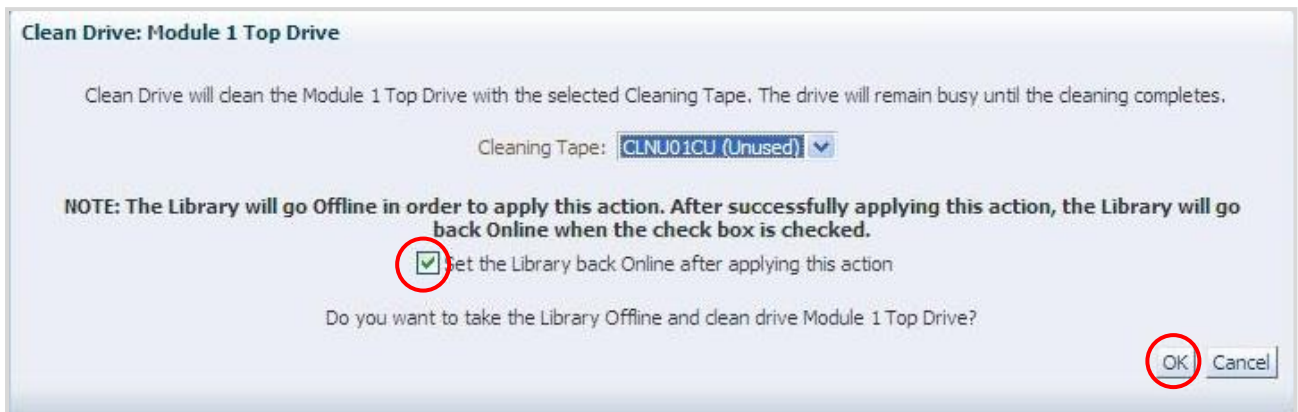 Clean Drive: Module 1 Top Drive
Clean Drive will clean the Module 1 Top Drive with the selected Cleaning Tape. The drive will remain busy until the cleaning completes.
Cleaning Tape: CLNU01CU (Unused)
NOTE: The Library will go Offline in order to apply this action. After successfully applying this action, the Library will go
back Online when the check box is checked.
Set the Library back Online after applying this action
Do you want to take the Library Offline and clean drive Module 1 Top Drive?
OK Cancel